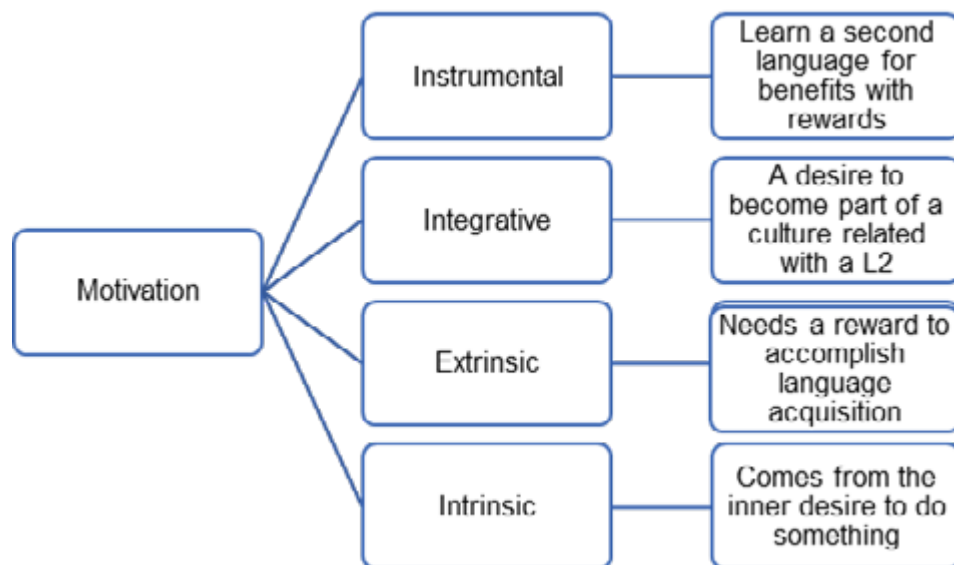 Motivation
Instrumental
Learn a second
language for
benefits with
rewards
Integrative
A desire to
become part of a
culture related
with a L2
Extrinsic
Needs a reward to
accomplish
language
acquisition
Intrinsic
Comes from the
inner desire to do
something